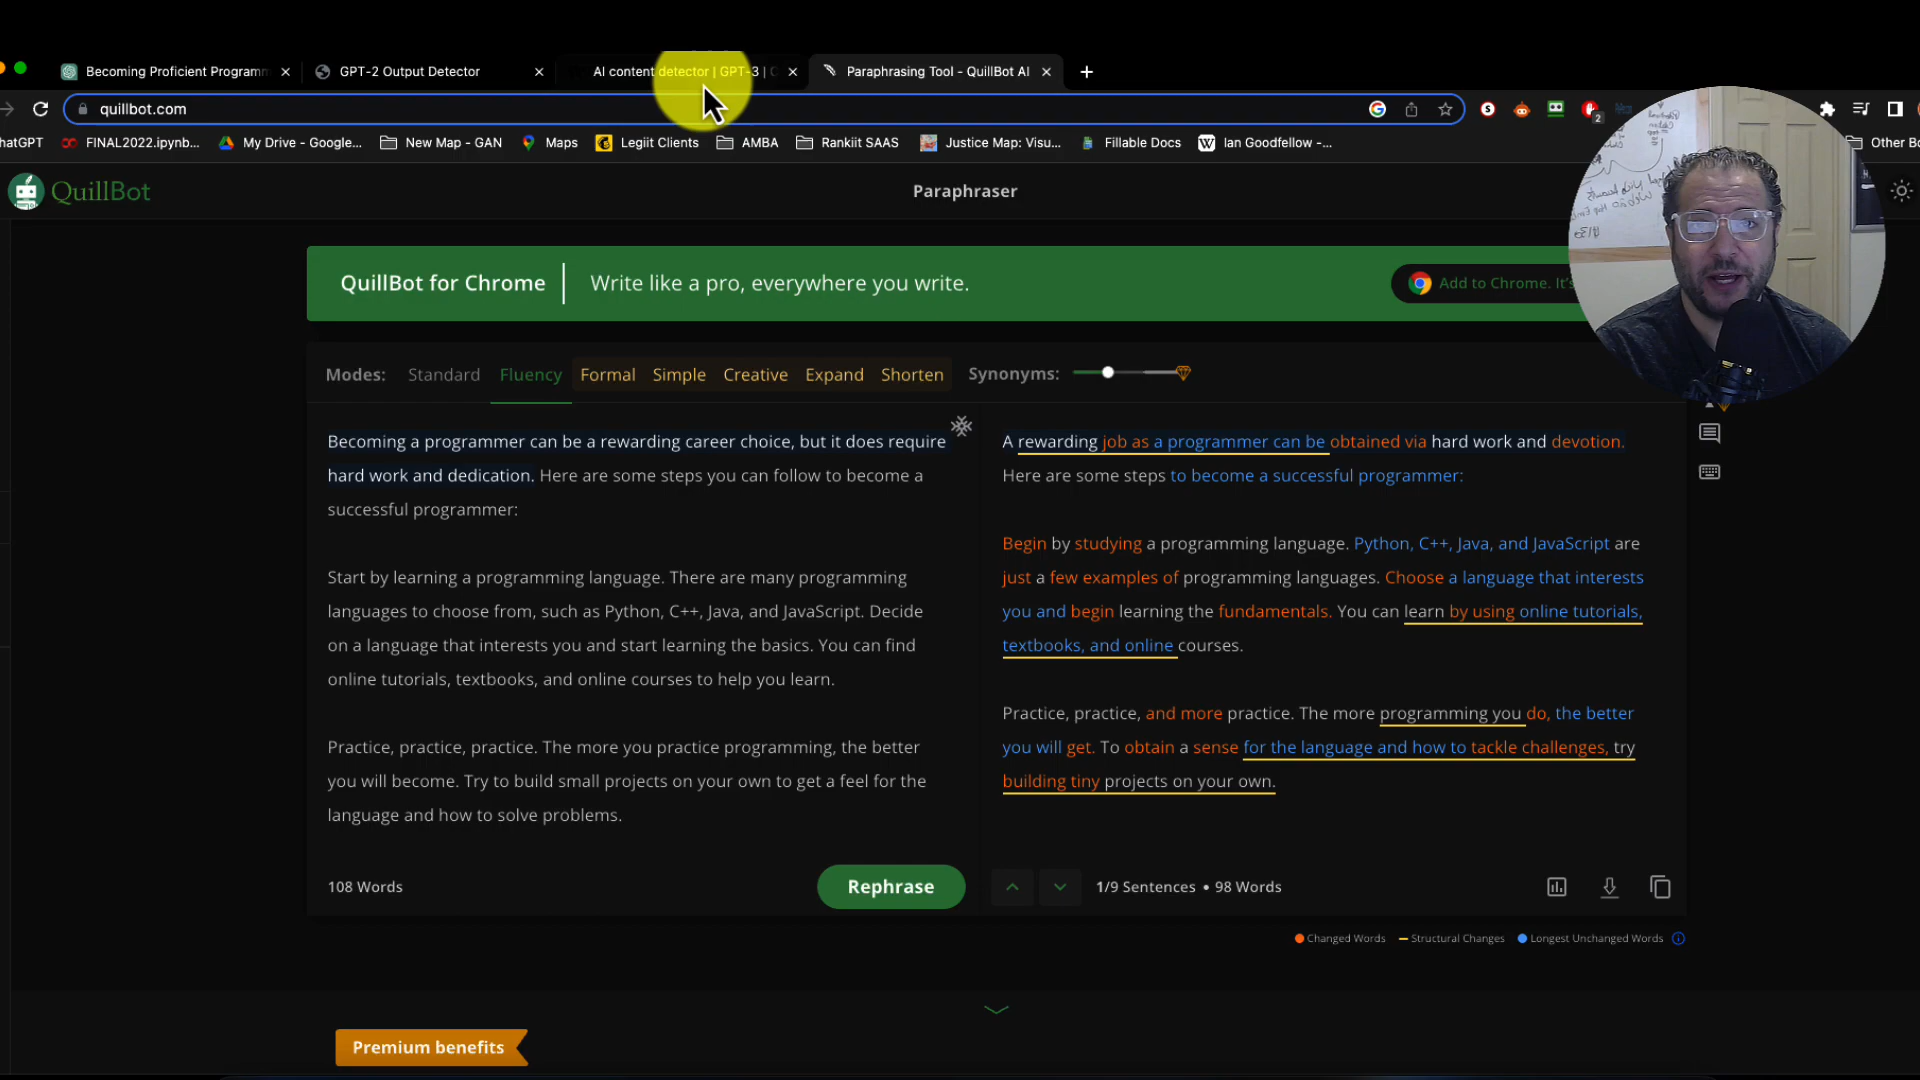 Becoming Proficient Programm
GPT-2 Output Detector
AI content detector | GPT-3 | C
Paraphrasing Tool - QuillBot AI
quillbot.com
2
hatGPT
FINAL2022.ipynb...
My Drive - Google...
New Map - GAN
Maps
Legiit Clients
AMBA
Rankiit SAAS
Justice Map: Visu...
Fillable Docs
Ian Goodfellow -...
Other Bo
QuillBot
Paraphraser
QuillBot for Chrome
Write like a pro, everywhere you write.
Add to Chrome. It's
Modes:
Standard
Fluency
Formal
Simple
Creative
Expand
Shorten
Synonyms:
Becoming a programmer can be a rewarding career choice, but it does require
hard work and dedication. Here are some steps you can follow to become a
successful programmer:
Start by learning a programming language. There are many programming
languages to choose from, such as Python, C++, Java, and JavaScript. Decide
on a language that interests you and start learning the basics. You can find
online tutorials, textbooks, and online courses to help you learn.
Practice, practice, practice. The more you practice programming, the better
you will become. Try to build small projects on your own to get a feel for the
language and how to solve problems.
108 Words
Rephrase
A rewarding job as a programmer can be obtained via hard work and devotion.
Here are some steps to become a successful programmer:
Begin by studying a programming language. Python, C++, Java, and JavaScript are
just a few examples of programming languages. Choose a language that interests
you and begin learning the fundamentals. You can learn by using online tutorials,
textbooks, and online courses.
Practice, practice, and more practice. The more programming you do, the better
you will get. To obtain a sense for the language and how to tackle challenges, try
building tiny projects on your own.
1/9 Sentences • 98 Words
Changed Words
Structural Changes
Longest Unchanged Words
Premium benefits